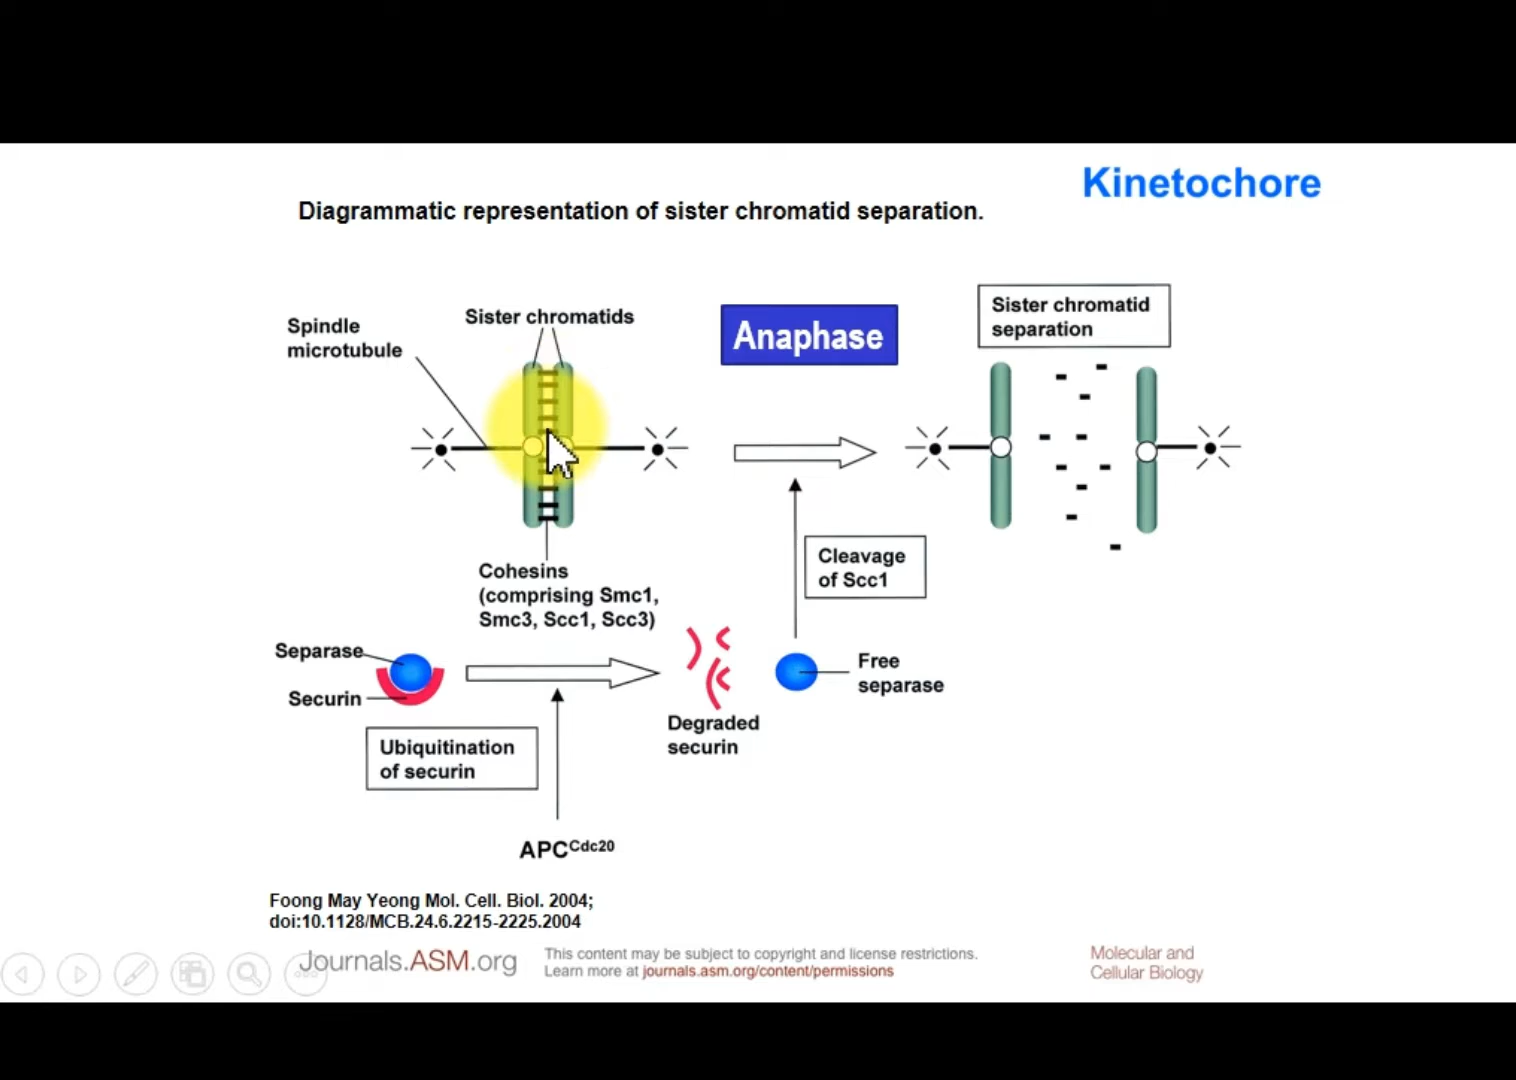 Kinetochore
Diagrammatic representation of sister chromatid separation.
Sister chromatids
Spindle
microtubule
Anaphase
Sister chromatid
separation
Cohesins
(comprising Smc1,
Smc3, Scc1, Scc3)
Cleavage
of Scc1
Separase
Securin
Free
separase
Degraded
securin
Ubiquitination
of securin
APCCdc20
Foong May Yeong Mol. Cell. Biol. 2004;
doi:10.1128/MCB.24.6.2215-2225.2004
Journals.ASM.org
This content may be subject to copyright and license restrictions.
Learn more at journals.asm.org/content/permissions
Molecular and
Cellular Biology